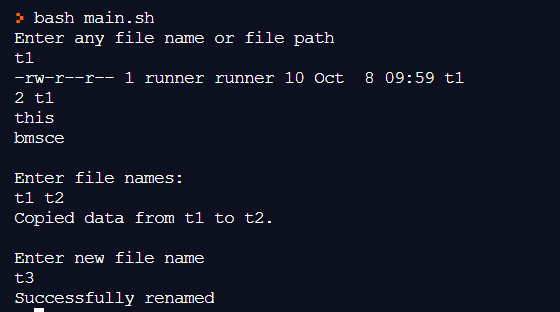 > bash main.sh
Enter any file name or file path
t1
-rw-r--r-- 1 runner runner 10 Oct  8 09:59 t1
2 t1
this
bmsce
Enter file names:
t1 t2
Copied data from t1 to t2.
Enter new file name
t3
Successfully renamed